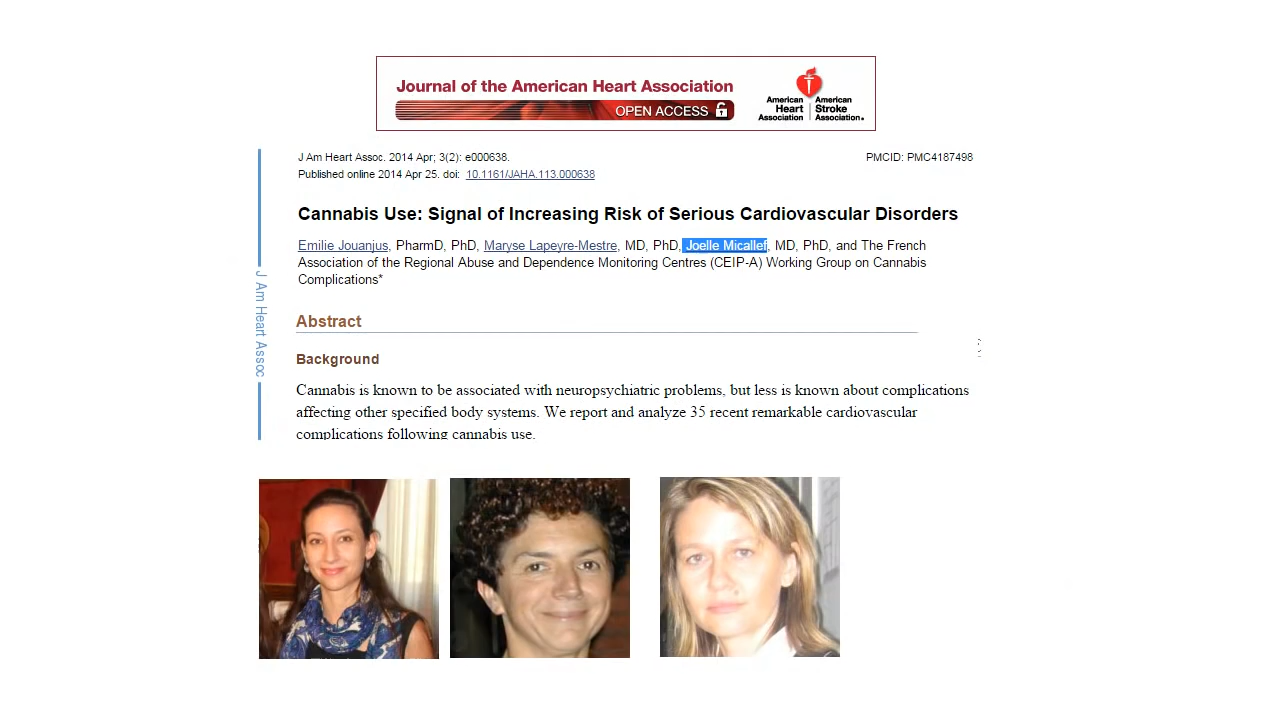 Journal of the American Heart Association
OPEN ACCESS
American Heart Association
American Stroke Association.
J Am Heart Assoc. 2014 Apr; 3(2): e000638.
PMCID: PMC4187498
Published online 2014 Apr 25. doi: 10.1161/JAHA.113.000638
Cannabis Use: Signal of Increasing Risk of Serious Cardiovascular Disorders
Emilie Jouanjus, PharmD, PhD, Maryse Lapeyre-Mestre, MD, PhD, Joelle Micallef, MD, PhD, and The French
Association of the Regional Abuse and Dependence Monitoring Centres (CEIP-A) Working Group on Cannabis
Complications*
J Am Heart Assoc
Abstract
Background
Cannabis is known to be associated with neuropsychiatric problems, but less is known about complications
affecting other specified body systems. We report and analyze 35 recent remarkable cardiovascular
complications following cannabis use.